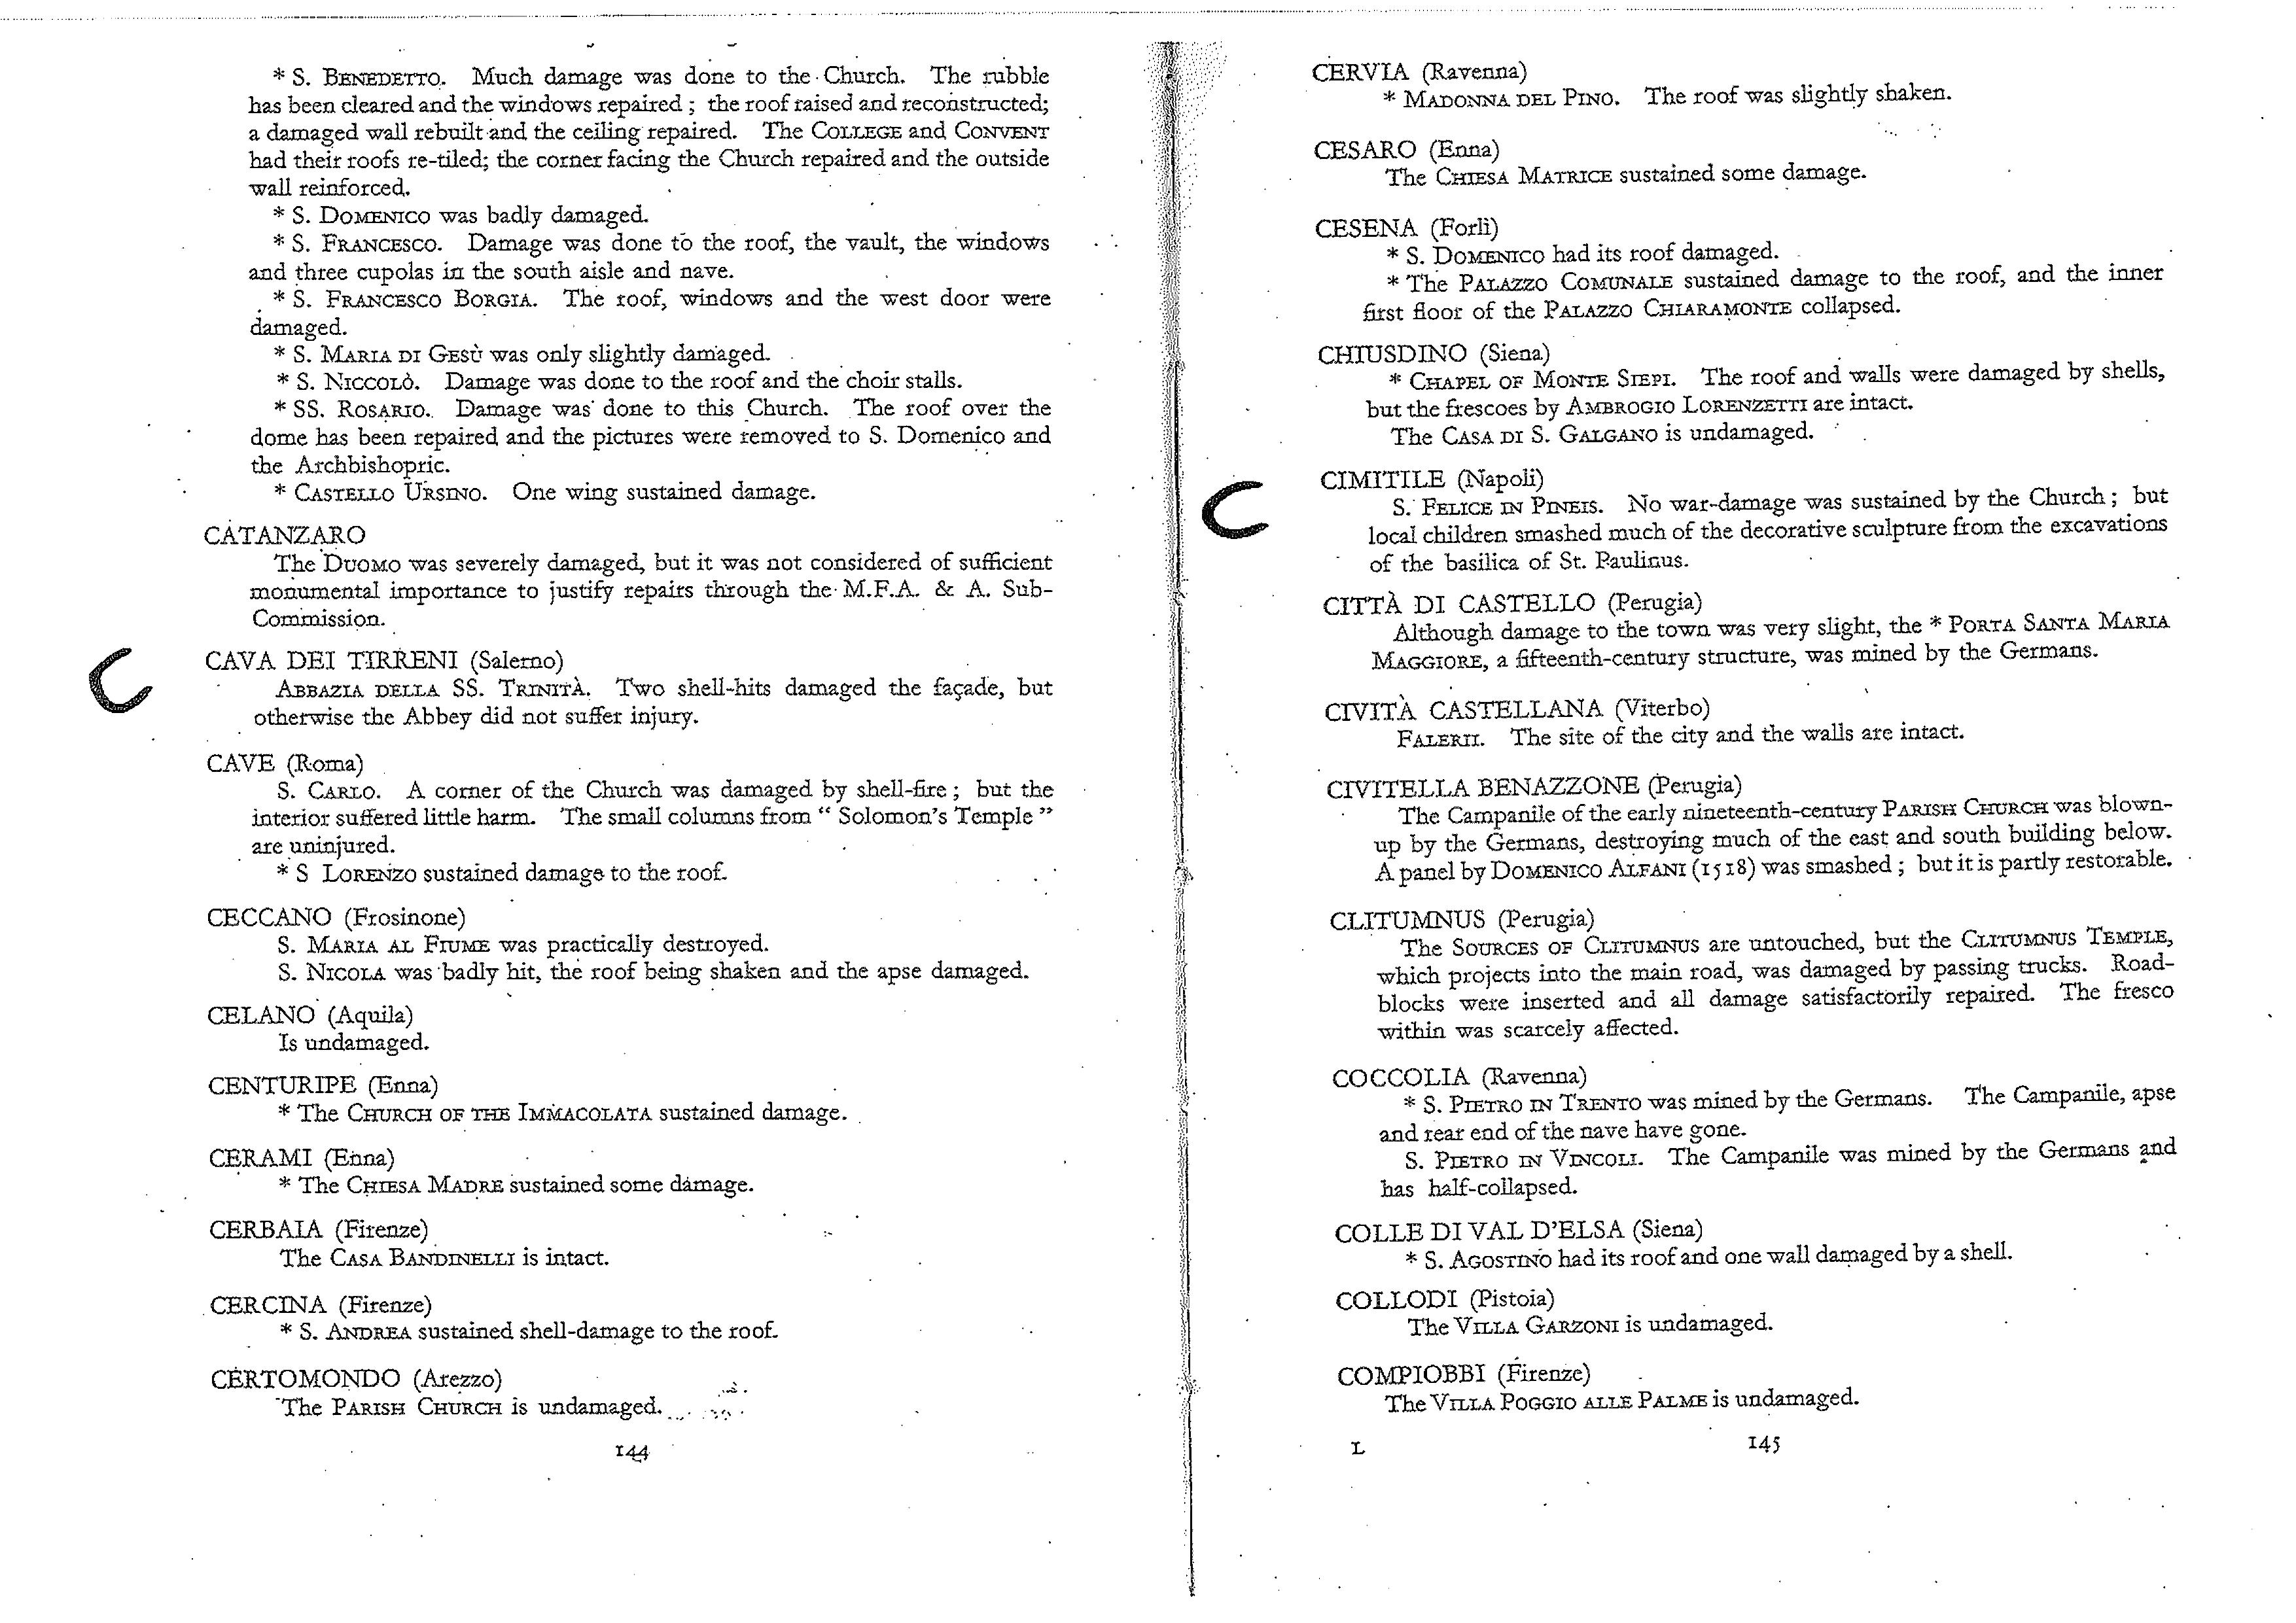 * S. BENEDETTO. Much damage was done to the Church. The rubble
has been cleared and the windows repaired ; the roof raised and reconstructed;
a damaged wall rebuilt and the ceiling repaired. The COLLEGE and CONVENT
had their roofs re-tiled; the corner facing the Church repaired and the outside
wall reinforced.
* S. DOMENICO was badly damaged.
* S. FRANCESCO. Damage was done to the roof, the vault, the windows
and three cupolas in the south aisle and nave.
* S. FRANCESCO BORGIA. The roof, windows and the west door were
damaged.
* S. MARIA DI GESÙ was only slightly damaged.
* S. NICCOLÒ. Damage was done to the roof and the choir stalls.
* SS. ROSARIO. Damage was done to this Church. The roof over the
dome has been repaired and the pictures were removed to S. Domenico and
the Archbishopric.
* CASTELLO URSINO. One wing sustained damage.
CATANZARO
The DUOMO was severely damaged, but it was not considered of sufficient
monumental importance to justify repairs through the M.F.A. & A. Sub-
Commission.
CAVA DEI TIRRENI (Salerno)
ABBAZIA DELLA SS. TRINITÀ. Two shell-hits damaged the façade, but
otherwise the Abbey did not suffer injury.
CAVE (Roma)
S. CARLO. A corner of the Church was damaged by shell-fire ; but the
interior suffered little harm. The small columns from “ Solomon's Temple ”
are uninjured.
* S LORENZO sustained damage to the roof.
CECCANO (Frosinone)
S. MARIA AL FIUME was practically destroyed.
S. NICOLA was badly hit, the roof being shaken and the apse damaged.
CELANO (Aquila)
Is undamaged.
CENTURIPE (Enna)
* The CHURCH OF THE IMMACOLATA sustained damage.
CERAMI (Enna)
* The CHIESA MADRE sustained some damage.
CERBAIA (Firenze)
The CASA BANDINELLI is intact.
CERCINA (Firenze)
* S. ANDREA sustained shell-damage to the roof.
CERTOMONDO (Arezzo)
The PARISH CHURCH is undamaged.
144
CERVIA (Ravenna)
* MADONNA DEL PINO. The roof was slightly shaken.
CESARO (Enna)
The CHIESA MATRICE sustained some damage.
CESENA (Forlì)
* S. DOMENICO had its roof damaged.
* The PALAZZO COMUNALE sustained damage to the roof, and the inner
first floor of the PALAZZO CHIARAMONTE collapsed.
CHIUSDINO (Siena)
* CHAPEL OF MONTE SIEPI. The roof and walls were damaged by shells,
but the frescoes by AMBROGIO LORENZETTI are intact.
The CASA DI S. GALGANO is undamaged.
CIMITILE (Napoli)
S. FELICE IN PINEIS. No war-damage was sustained by the Church ; but
local children smashed much of the decorative sculpture from the excavations
of the basilica of St. Paulinus.
CITTÀ DI CASTELLO (Perugia)
Although damage to the town was very slight, the * PORTA SANTA MARIA
MAGGIORE, a fifteenth-century structure, was mined by the Germans.
CIVITÀ CASTELLANA (Viterbo)
FALERII. The site of the city and the walls are intact.
CIVITELLA BENAZZONE (Perugia)
The Campanile of the early nineteenth-century PARISH CHURCH was blown-
up by the Germans, destroying much of the east and south building below.
A panel by DOMENICO ALFANI (1518) was smashed ; but it is partly restorable.
CLITUMNUS (Perugia)
The SOURCES OF CLITUMNUS are untouched, but the CLITUMNUS TEMPLE,
which projects into the main road, was damaged by passing trucks. Road-
blocks were inserted and all damage satisfactorily repaired. The fresco
within was scarcely affected.
COCCOLIA (Ravenna)
* S. PIETRO IN TRENTO was mined by the Germans. The Campanile, apse
and rear end of the nave have gone.
S. PIETRO IN VINCOLI. The Campanile was mined by the Germans and
has half-collapsed.
COLLE DI VAL D'ELSA (Siena)
* S. AGOSTINO had its roof and one wall damaged by a shell.
COLLODI (Pistoia)
The VILLA GARZONI is undamaged.
COMPIOBBI (Firenze)
The VILLA POGGIO ALLE PALME is undamaged.
L
145